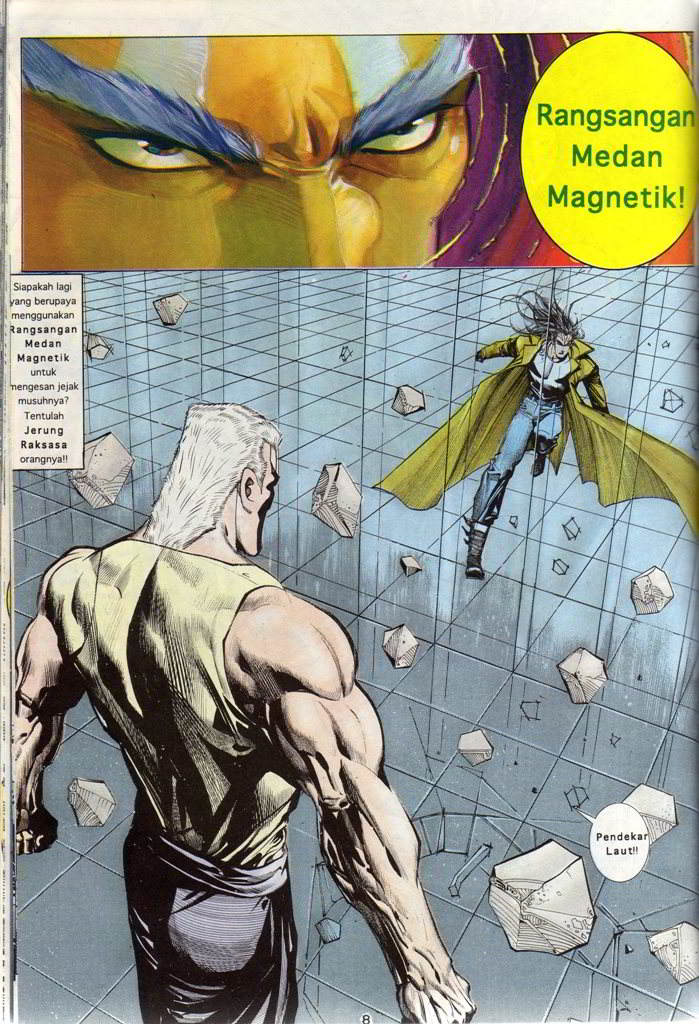 Rangsangan
Medan
Magnetik!
Siapakah lagi
yang berupaya
menggunakan
Rangsangan
Medan
Magnetik
untuk
mengesan jejak
musuhnya?
Tentulah
Jerung
Raksasa
orangnya!!
Pendekar
Laut!!
8